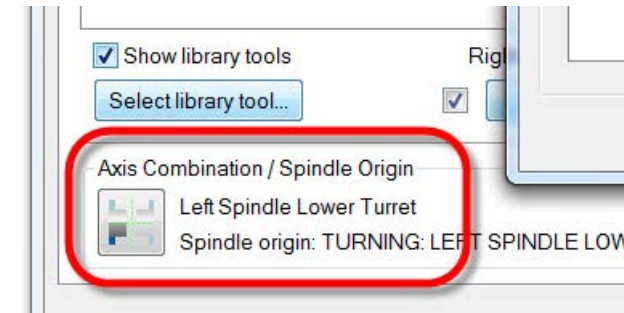 Show library tools
Select library tool...
Axis Combination / Spindle Origin
Left Spindle Lower Turret
Spindle origin: TURNING: LEFT SPINDLE